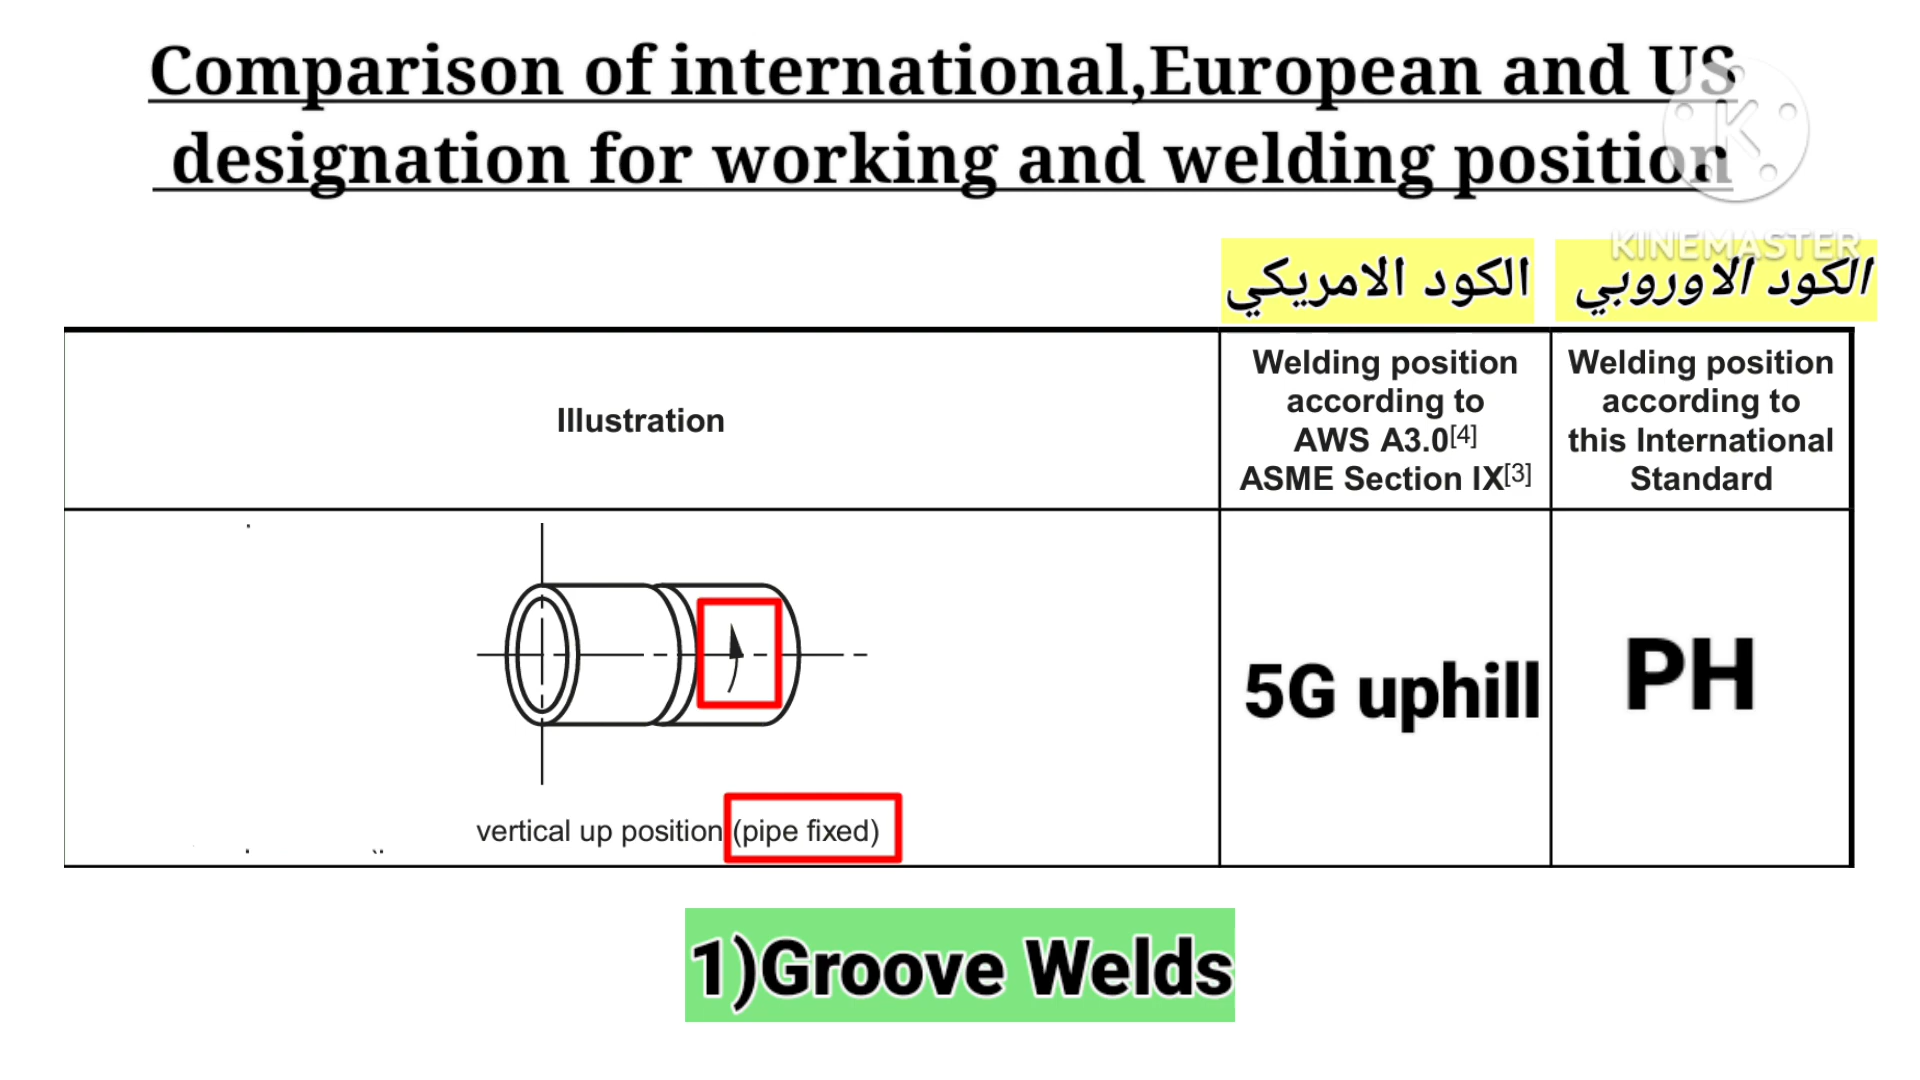 Comparison of international,European and US
designation for working and welding position
KINEMASTER
الكود الامريكي
الكود الاوروبي
Illustration
Welding position
according to
AWS A3.0[4]
ASME Section IX[3]
Welding position
according to
this International
Standard
5G uphill
PH
vertical up position (pipe fixed)
1)Groove Welds